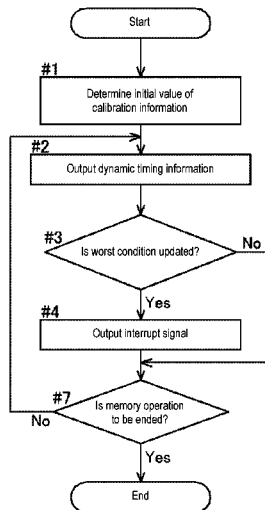 Start
#1
Determine initial value of
calibration information
#2
Output dynamic timing information
#3
Is worst condition updated?
No
Yes
#4
Output interrupt signal
#7
Is memory operation
to be ended?
No
Yes
End